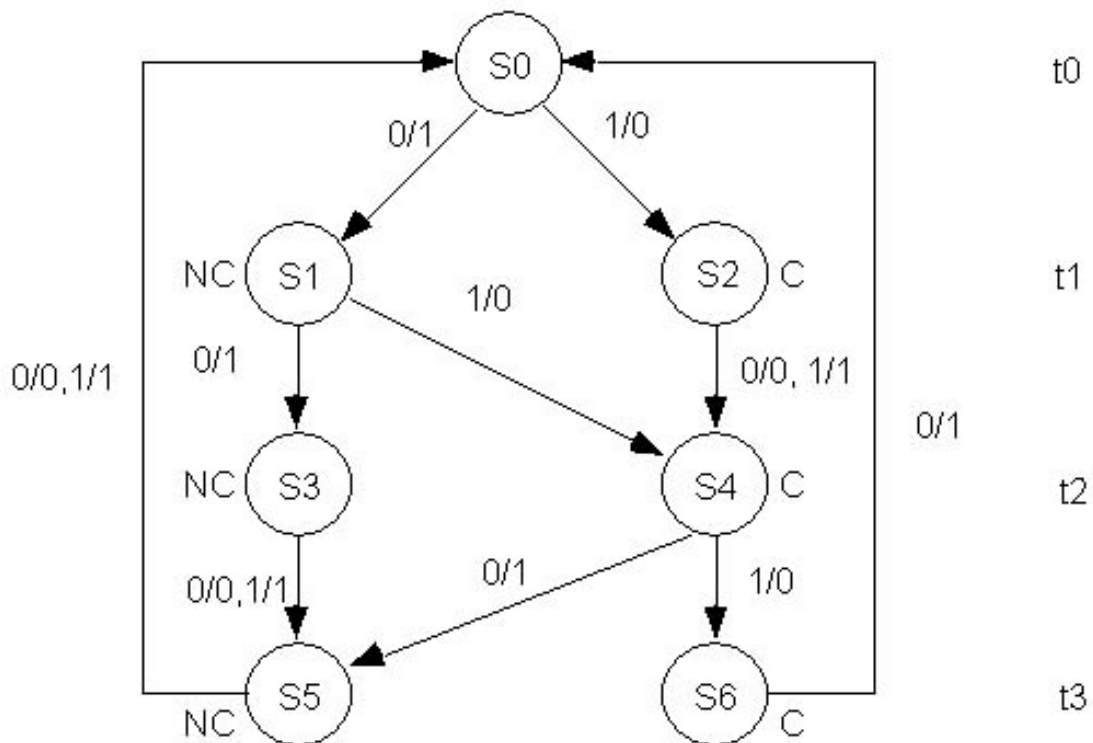 S0 t0
0/1 1/0
NC S1 S2 C t1
1/0
0/0,1/1 0/1 0/0, 1/1
0/1
NC S3 S4 C t2
0/0,1/1 0/1 1/0
S5 S6 t3
NC C